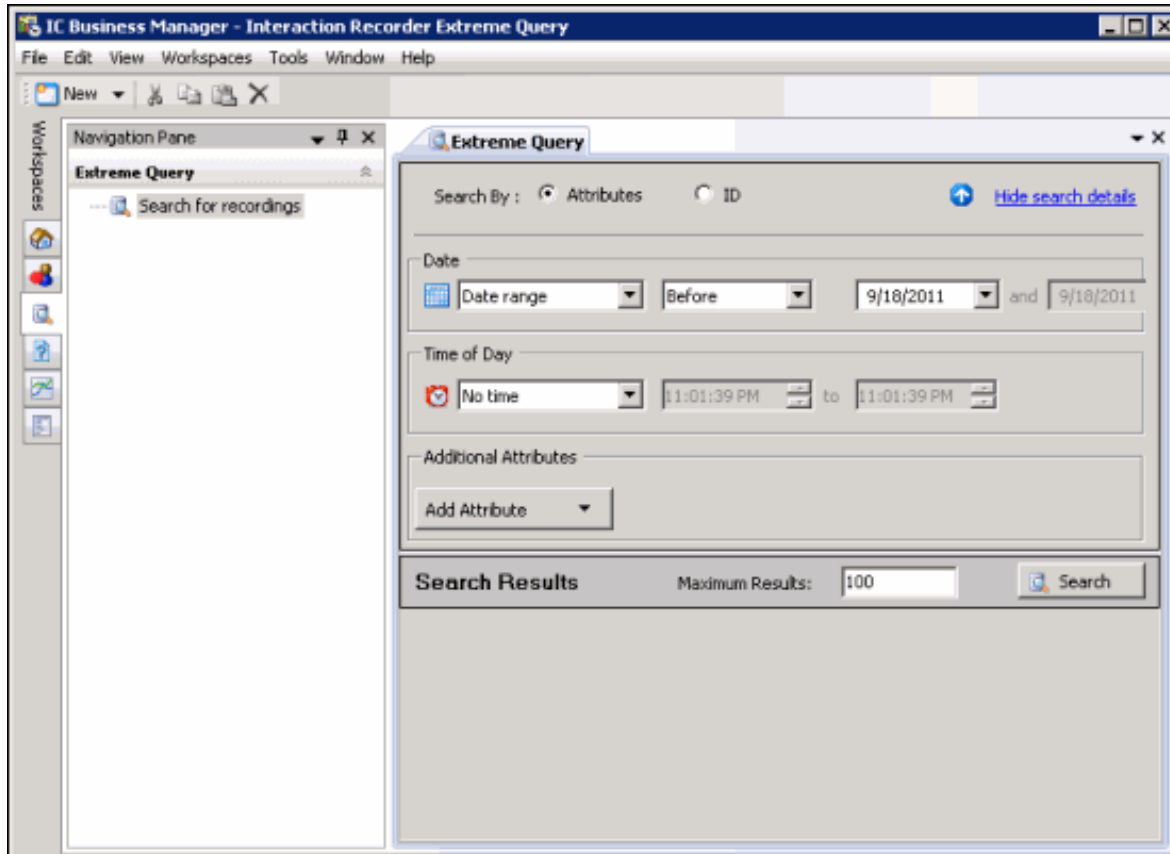 IC Business Manager - Interaction Recorder Extreme Query
File Edit View Workspaces Tools Window Help
New
Workspaces
Navigation Pane
Extreme Query
Search for recordings
Extreme Query
Search By : Attributes ID Hide search details
Date
Date range Before 9/18/2011 and 9/18/2011
Time of Day
No time 11:01:39 PM to 11:01:39 PM
Additional Attributes
Add Attribute
Search Results Maximum Results: 100 Search